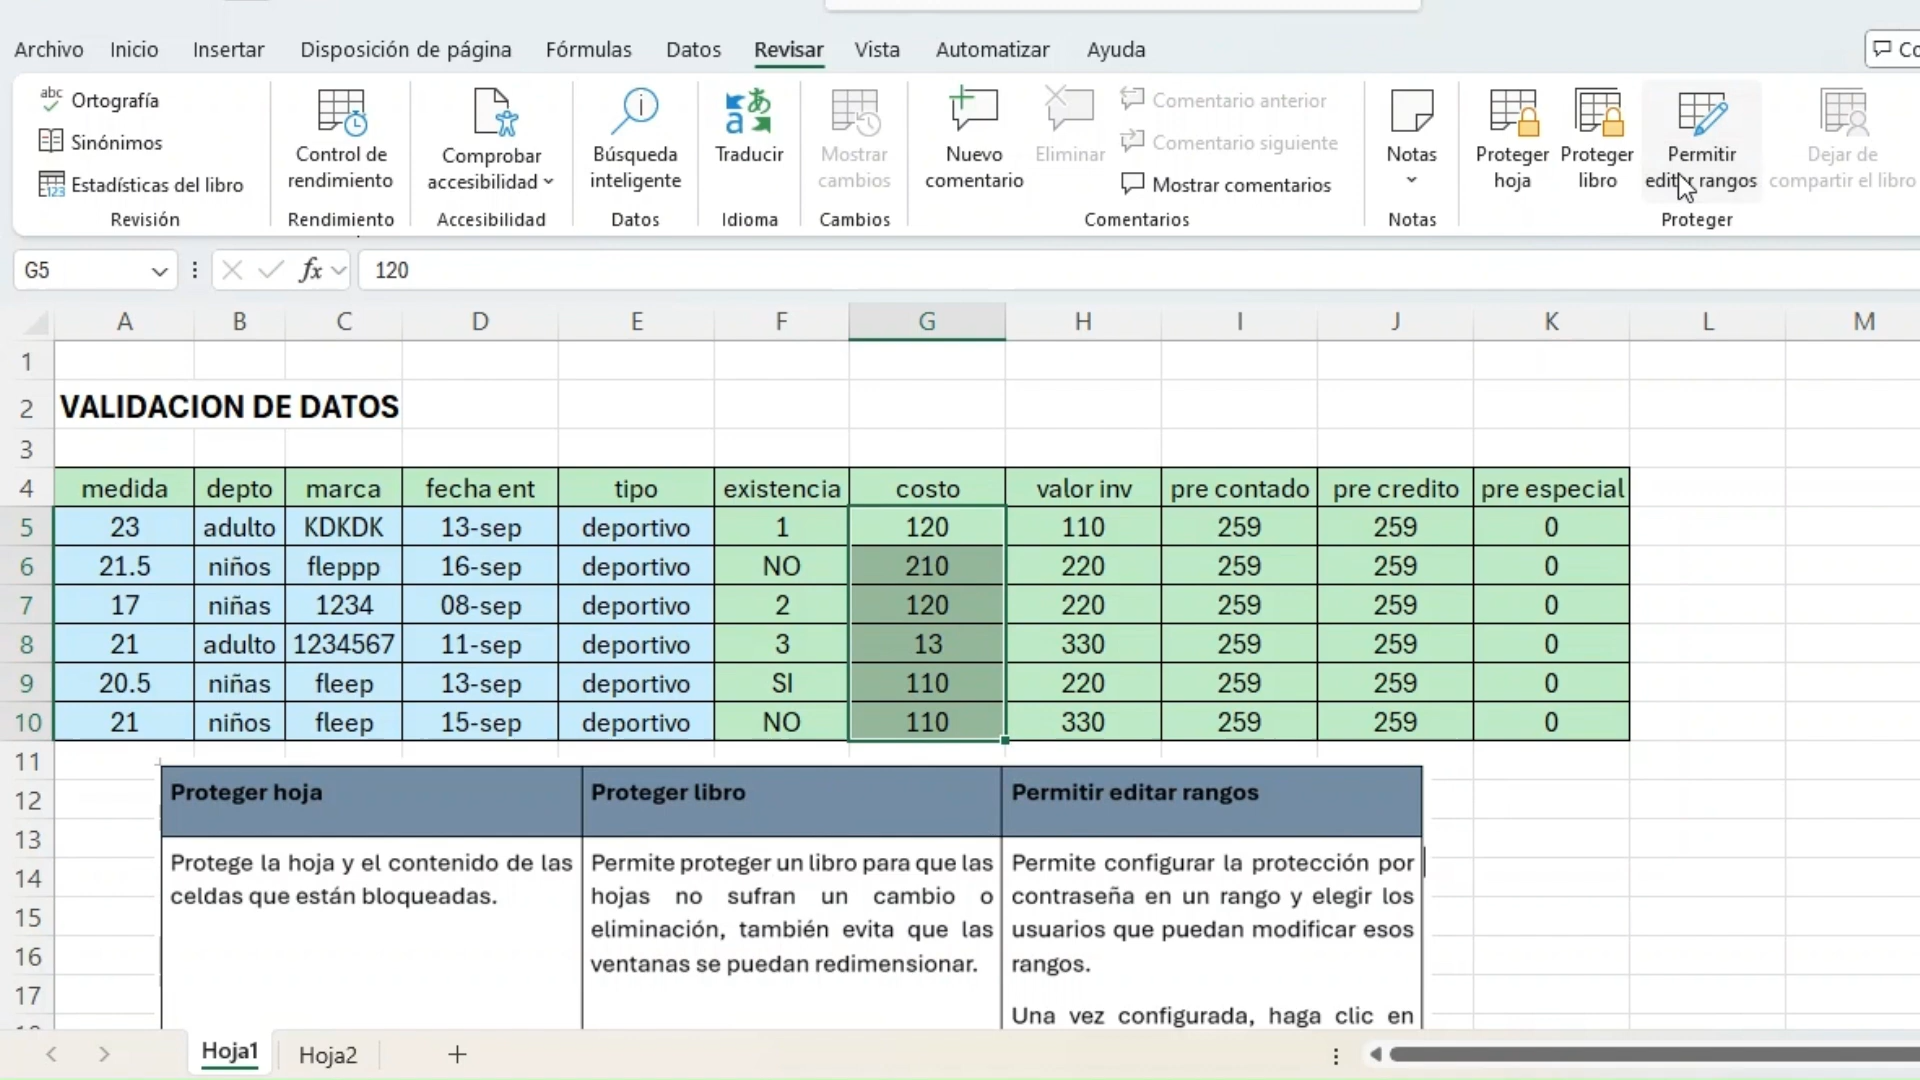 Archivo Inicio Insertar Disposición de página Fórmulas Datos Revisar Vista Automatizar Ayuda
abc Ortografía
Sinónimos
123 Estadísticas del libro
Revisión
Control de
rendimiento
Rendimiento
Comprobar
accesibilidad
Accesibilidad
Búsqueda
inteligente
Datos
Traducir
Idioma
Mostrar
cambios
Cambios
Nuevo
comentario
Eliminar
Comentario anterior
Comentario siguiente
Mostrar comentarios
Comentarios
Notas
Notas
Proteger
hoja
Proteger
libro
Permitir
editar rangos
Dejar de
compartir el libro
Proteger
G5 fx 120
A B C D E F G H I J K L M
1
2 VALIDACION DE DATOS
3
4 medida depto marca fecha ent tipo existencia costo valor inv pre contado pre credito pre especial
5 23 adulto KDKDK 13-sep deportivo 1 120 110 259 259 0
6 21.5 niños fleppp 16-sep deportivo NO 210 220 259 259 0
7 17 niñas 1234 08-sep deportivo 2 120 220 259 259 0
8 21 adulto 1234567 11-sep deportivo 3 13 330 259 259 0
9 20.5 niñas fleep 13-sep deportivo SI 110 220 259 259 0
10 21 niños fleep 15-sep deportivo NO 110 330 259 259 0
11
12
13
14
15
16
17
Proteger hoja
Protege la hoja y el contenido de las
celdas que están bloqueadas.
Proteger libro
Permite proteger un libro para que las
hojas no sufran un cambio o
eliminación, también evita que las
ventanas se puedan redimensionar.
Permitir editar rangos
Permite configurar la protección por
contraseña en un rango y elegir los
usuarios que puedan modificar esos
rangos.
Una vez configurada, haga clic en
Hoja1 Hoja2